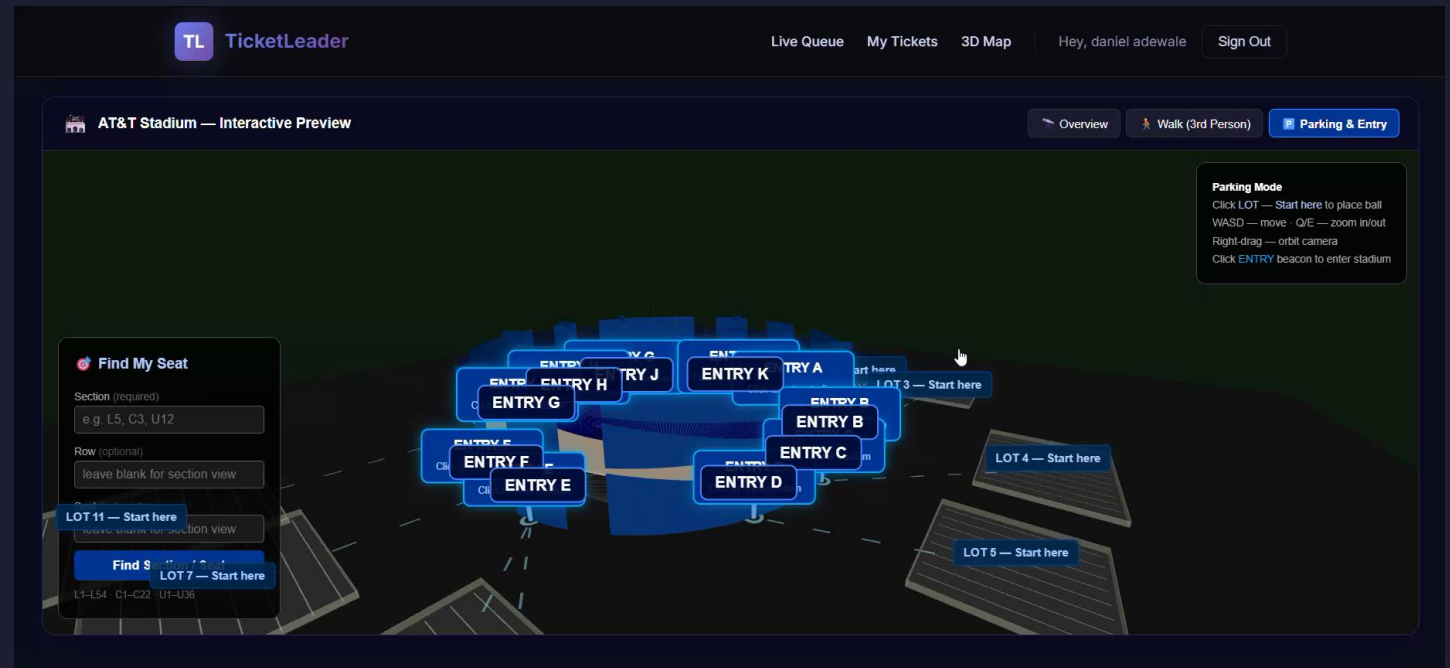 TL TicketLeader
Live Queue My Tickets 3D Map Hey, daniel adewale Sign Out
AT&T Stadium — Interactive Preview
Overview Walk (3rd Person) P Parking & Entry
Parking Mode
Click LOT — Start here to place ball
WASD — move · Q/E — zoom in/out
Right-drag — orbit camera
Click ENTRY beacon to enter stadium
Find My Seat
Section (required)
e.g. L5, C3, U12
Row (optional)
leave blank for section view
LOT 11 — Start here
leave blank for section view
Find
LOT 7 — Start here
L1–L54 · C1–C22 · U1–U36
ENTRY K
ENTRY H
ENTRY G
ENTRY B
ENTRY C
ENTRY F
ENTRY E
ENTRY D
LOT 3 — Start here
LOT 4 — Start here
LOT 5 — Start here